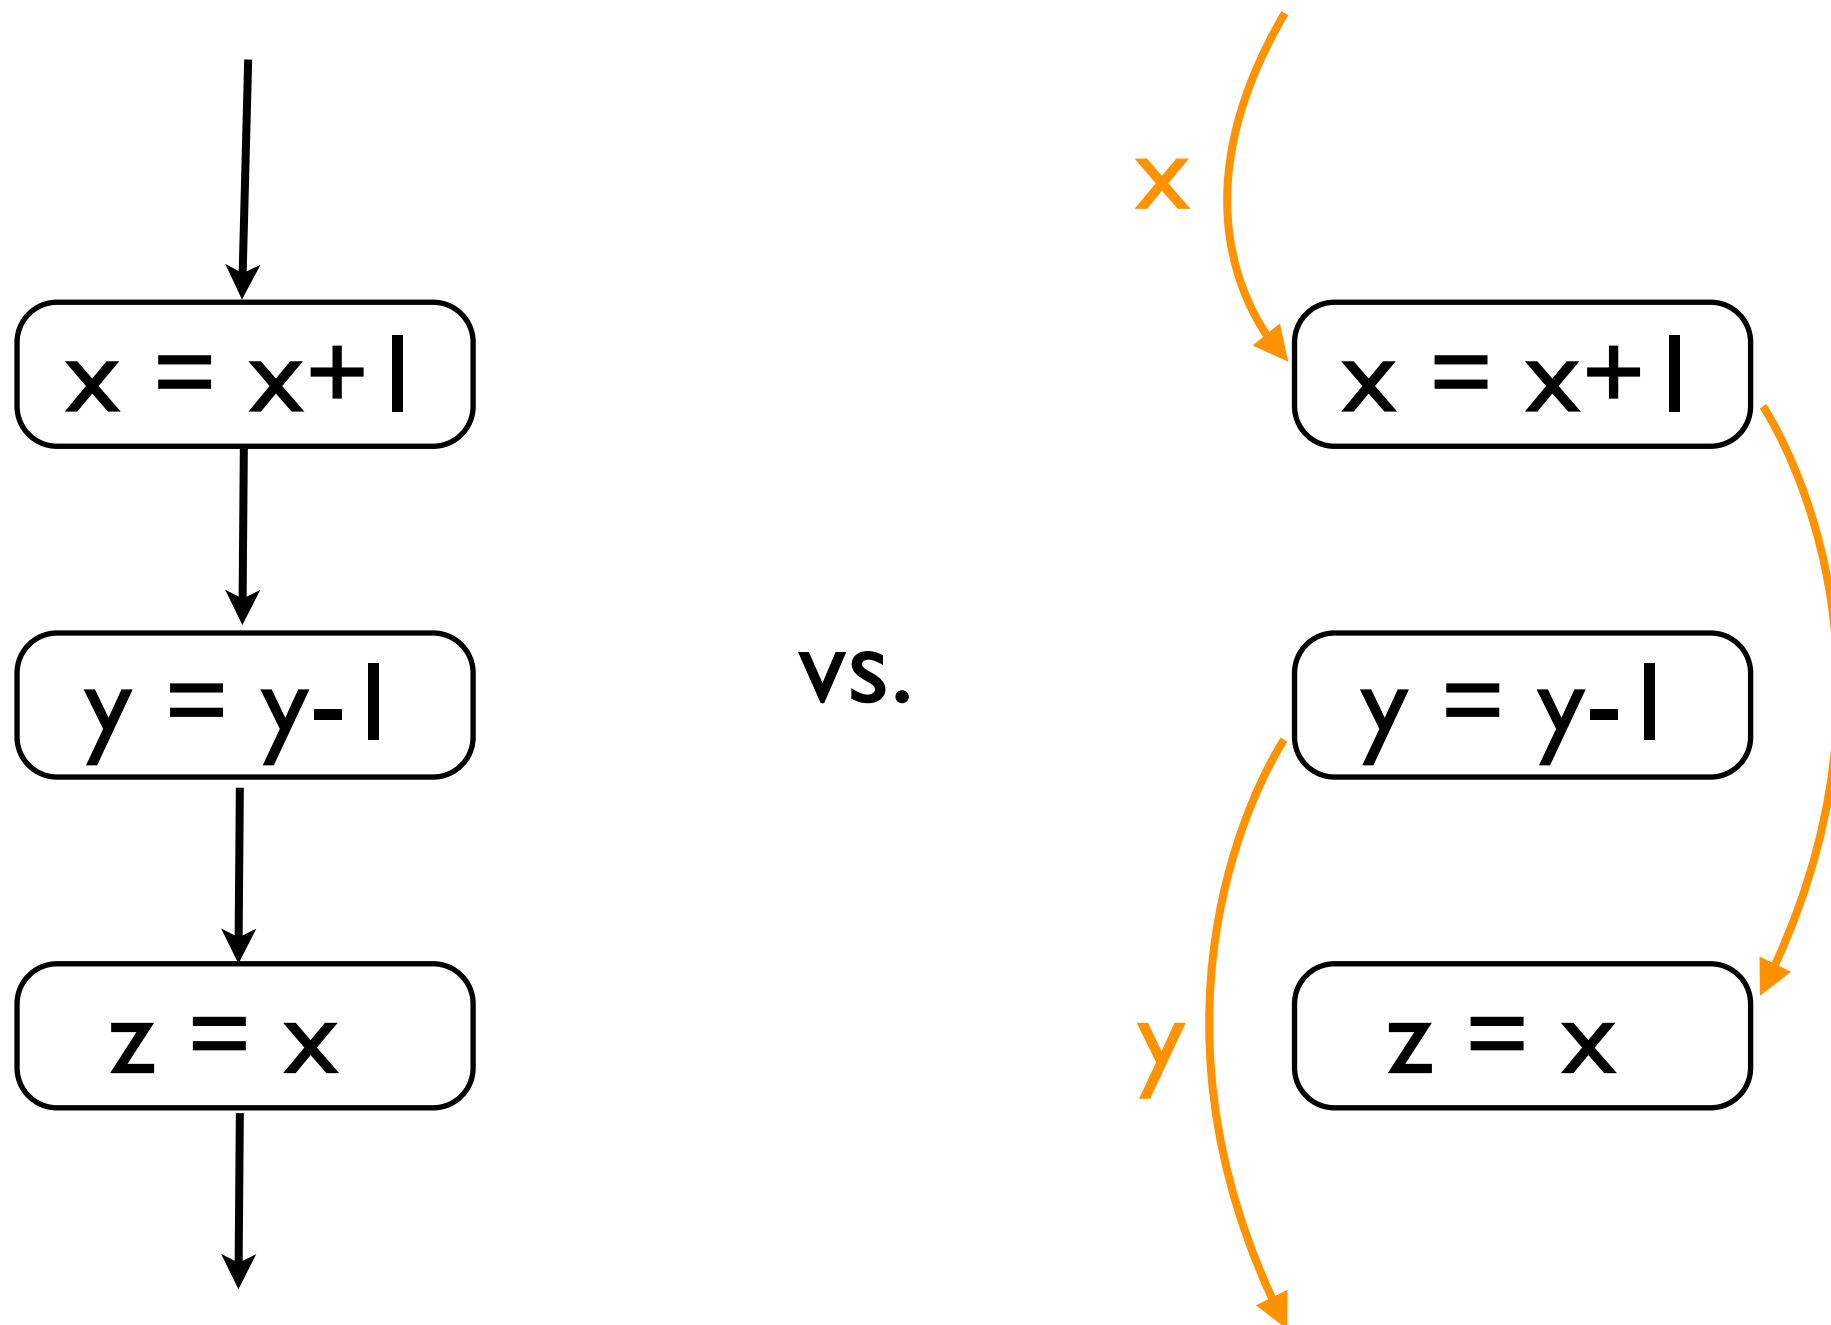 x
x = x+1
x = x+1
y = y-1
vs.
y = y-1
z = x
y
z = x